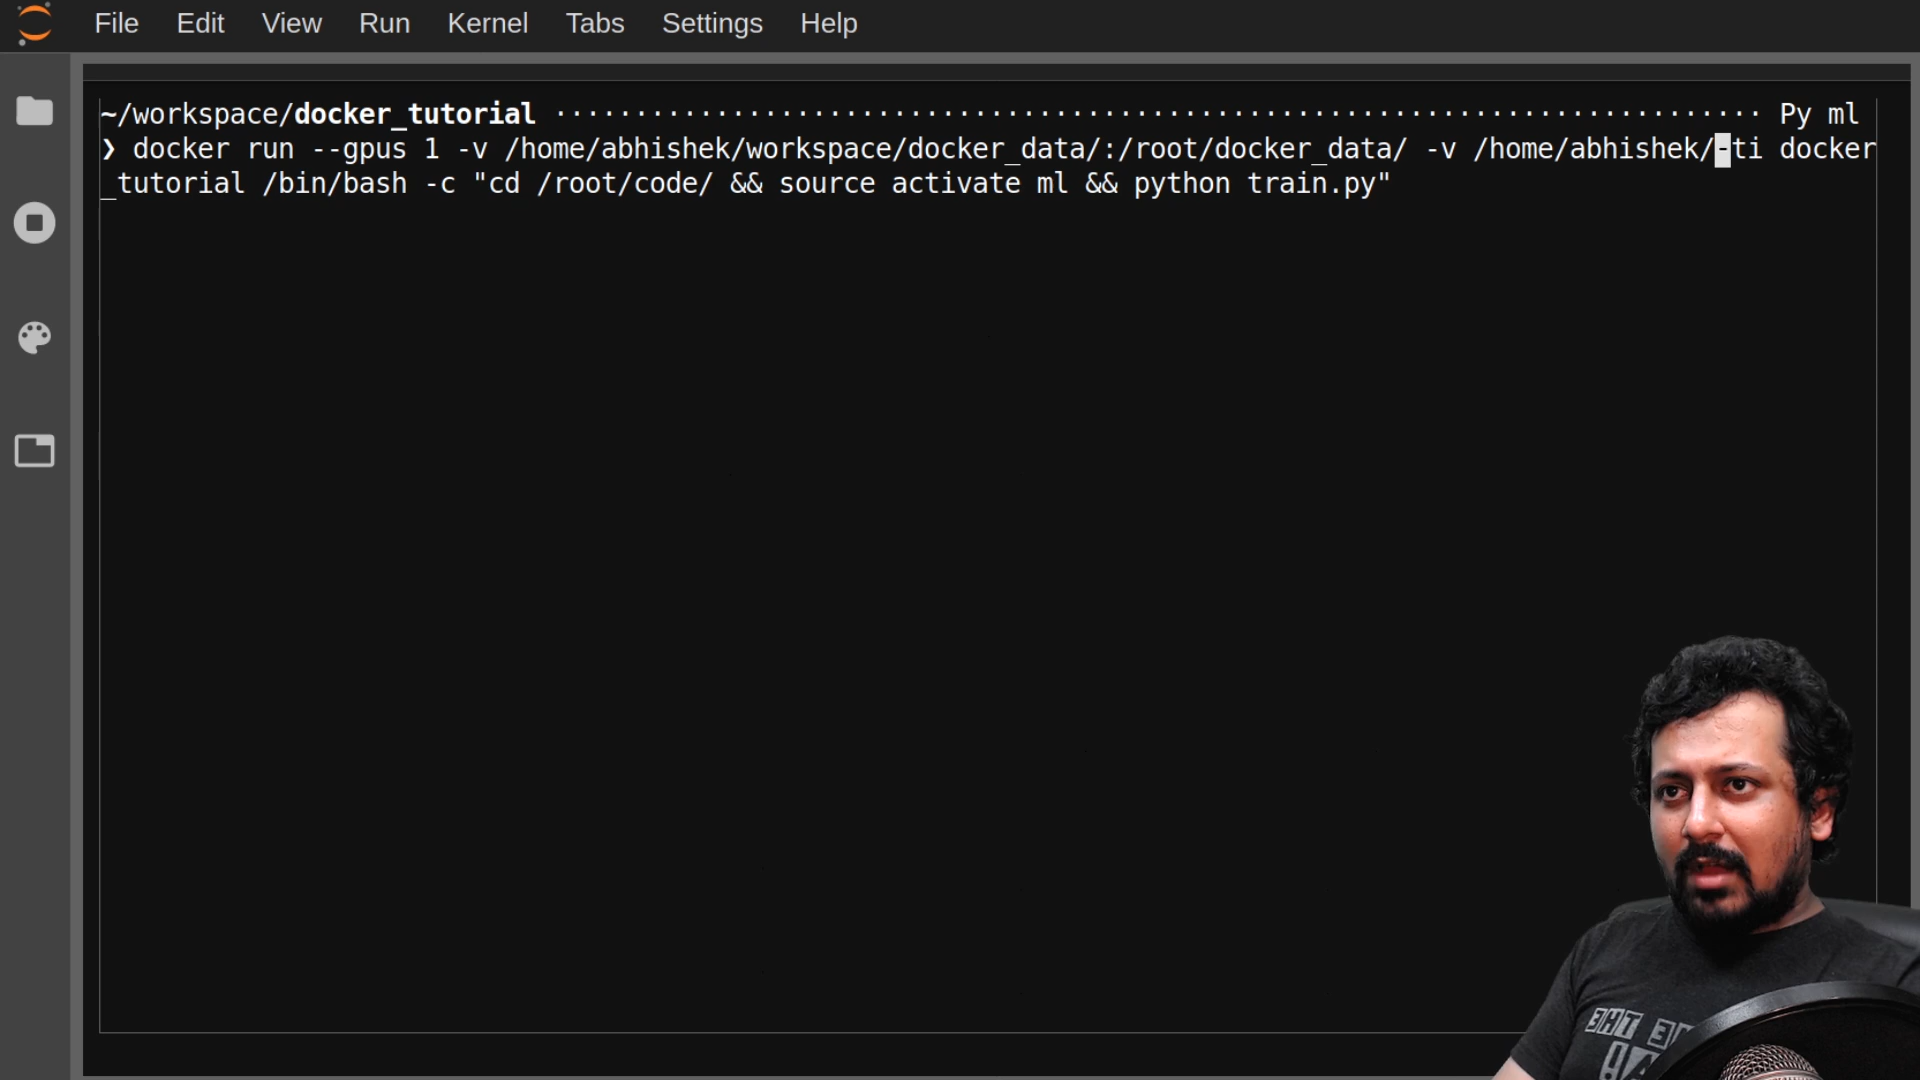 File Edit View Run Kernel Tabs Settings Help
~/workspace/docker_tutorial ·········································································· Py ml
❯ docker run --gpus 1 -v /home/abhishek/workspace/docker_data/:/root/docker_data/ -v /home/abhishek/-ti docker
_tutorial /bin/bash -c "cd /root/code/ && source activate ml && python train.py"